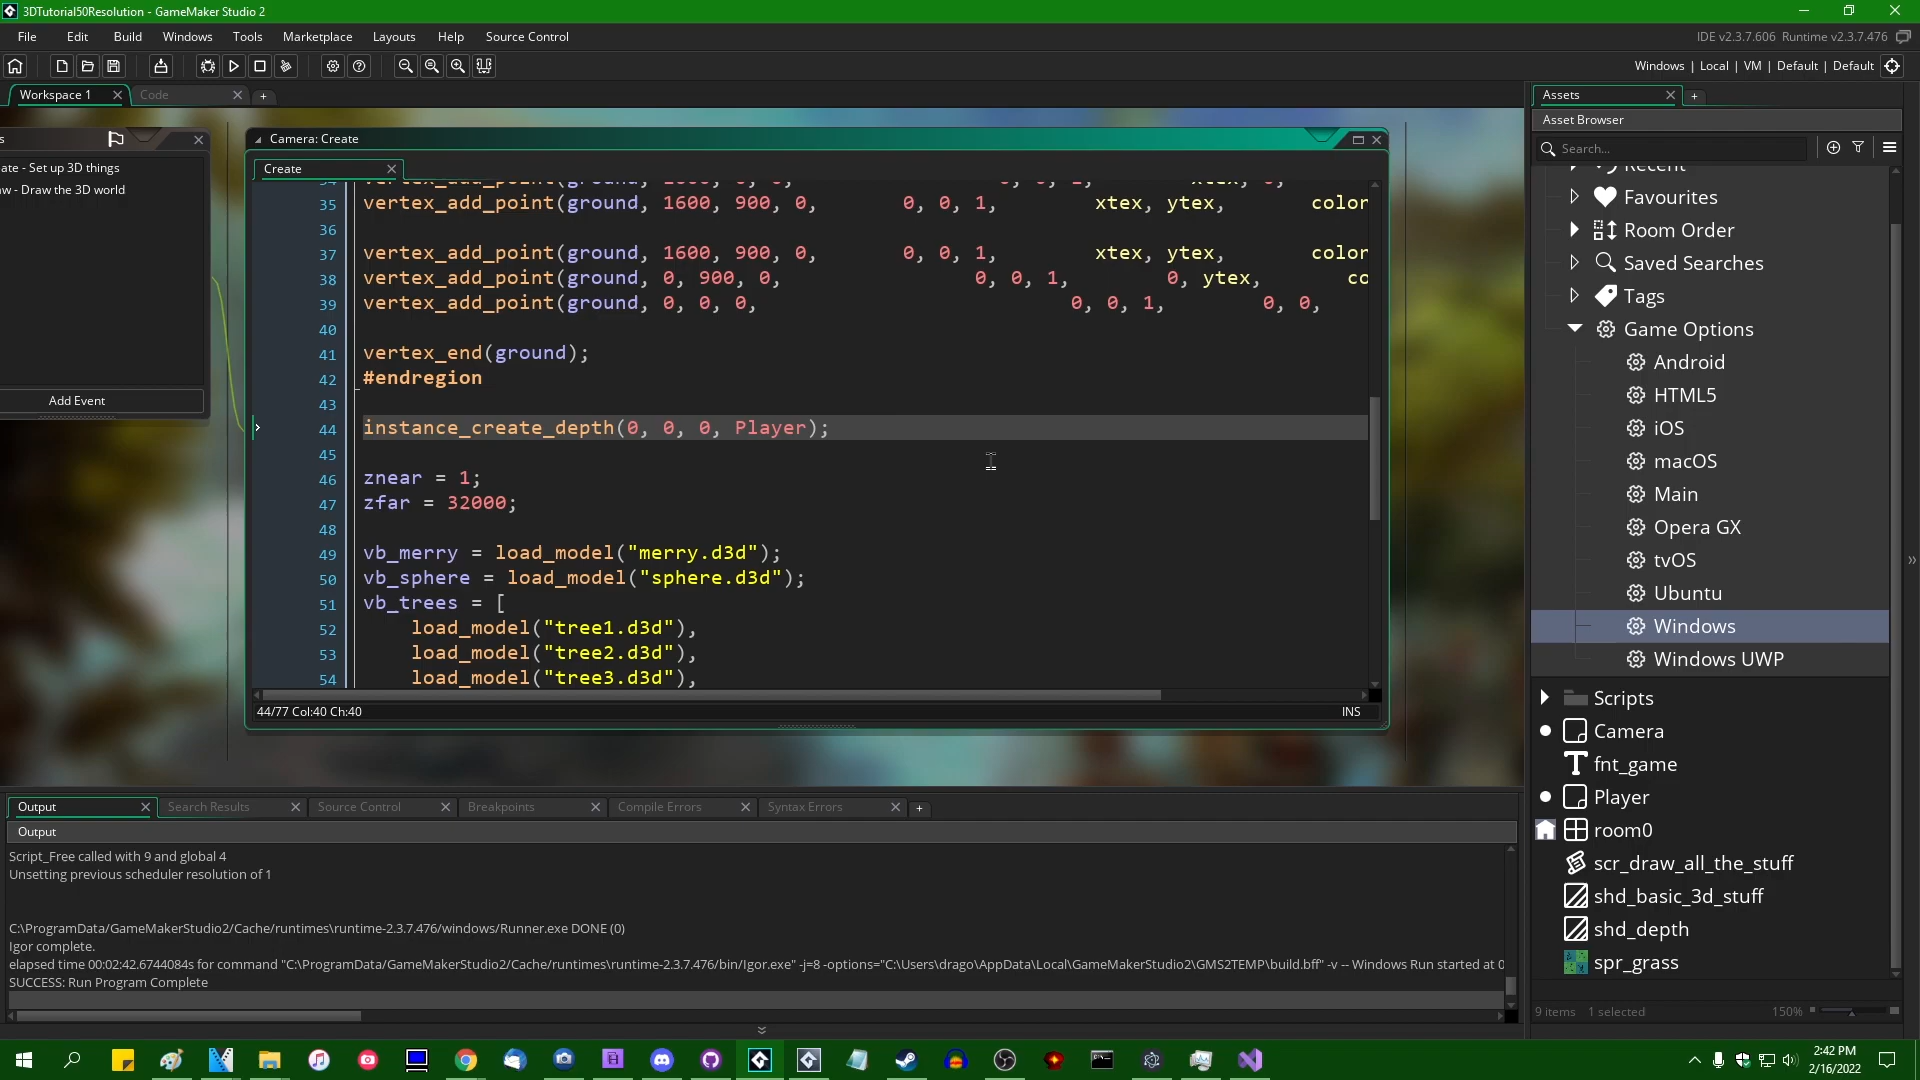 3DTutorial50Resolution - GameMaker Studio 2
File Edit Build Windows Tools Marketplace Layouts Help Source Control
IDE v2.3.7.606 Runtime v2.3.7.476
Windows | Local | VM | Default | Default
Workspace 1
Code
ate - Set up 3D things
aw - Draw the 3D world
Add Event
Camera: Create
Create
35 vertex_add_point(ground, 1600, 900, 0, 0, 0, 1, xtex, ytex, color
36
37 vertex_add_point(ground, 1600, 900, 0, 0, 0, 1, xtex, ytex, color
38 vertex_add_point(ground, 0, 900, 0, 0, 0, 1, 0, ytex, co
39 vertex_add_point(ground, 0, 0, 0, 0, 0, 1, 0, 0,
40
41 vertex_end(ground);
42 #endregion
43
44 instance_create_depth(0, 0, 0, Player);
45
46 znear = 1;
47 zfar = 32000;
48
49 vb_merry = load_model("merry.d3d");
50 vb_sphere = load_model("sphere.d3d");
51 vb_trees = [
52 load_model("tree1.d3d"),
53 load_model("tree2.d3d"),
54 load_model("tree3.d3d"),
44/77 Col:40 Ch:40
INS
Assets
Asset Browser
Search...
Recent
Favourites
Room Order
Saved Searches
Tags
Game Options
Android
HTML5
iOS
macOS
Main
Opera GX
tvOS
Ubuntu
Windows
Windows UWP
Scripts
Camera
fnt_game
Player
room0
scr_draw_all_the_stuff
shd_basic_3d_stuff
shd_depth
spr_grass
9 items 1 selected
150%
Output Search Results Source Control Breakpoints Compile Errors Syntax Errors
Output
Script_Free called with 9 and global 4
Unsetting previous scheduler resolution of 1
C:\ProgramData/GameMakerStudio2/Cache/runtimes\runtime-2.3.7.476/windows/Runner.exe DONE (0)
Igor complete.
elapsed time 00:02:42.6744084s for command "C:\ProgramData/GameMakerStudio2/Cache/runtimes\runtime-2.3.7.476/bin/Igor.exe" -j=8 -options="C:\Users\drago\AppData\Local\GameMakerStudio2\GMS2TEMP\build.bff" -v -- Windows Run started at 0
SUCCESS: Run Program Complete
2:42 PM
2/16/2022